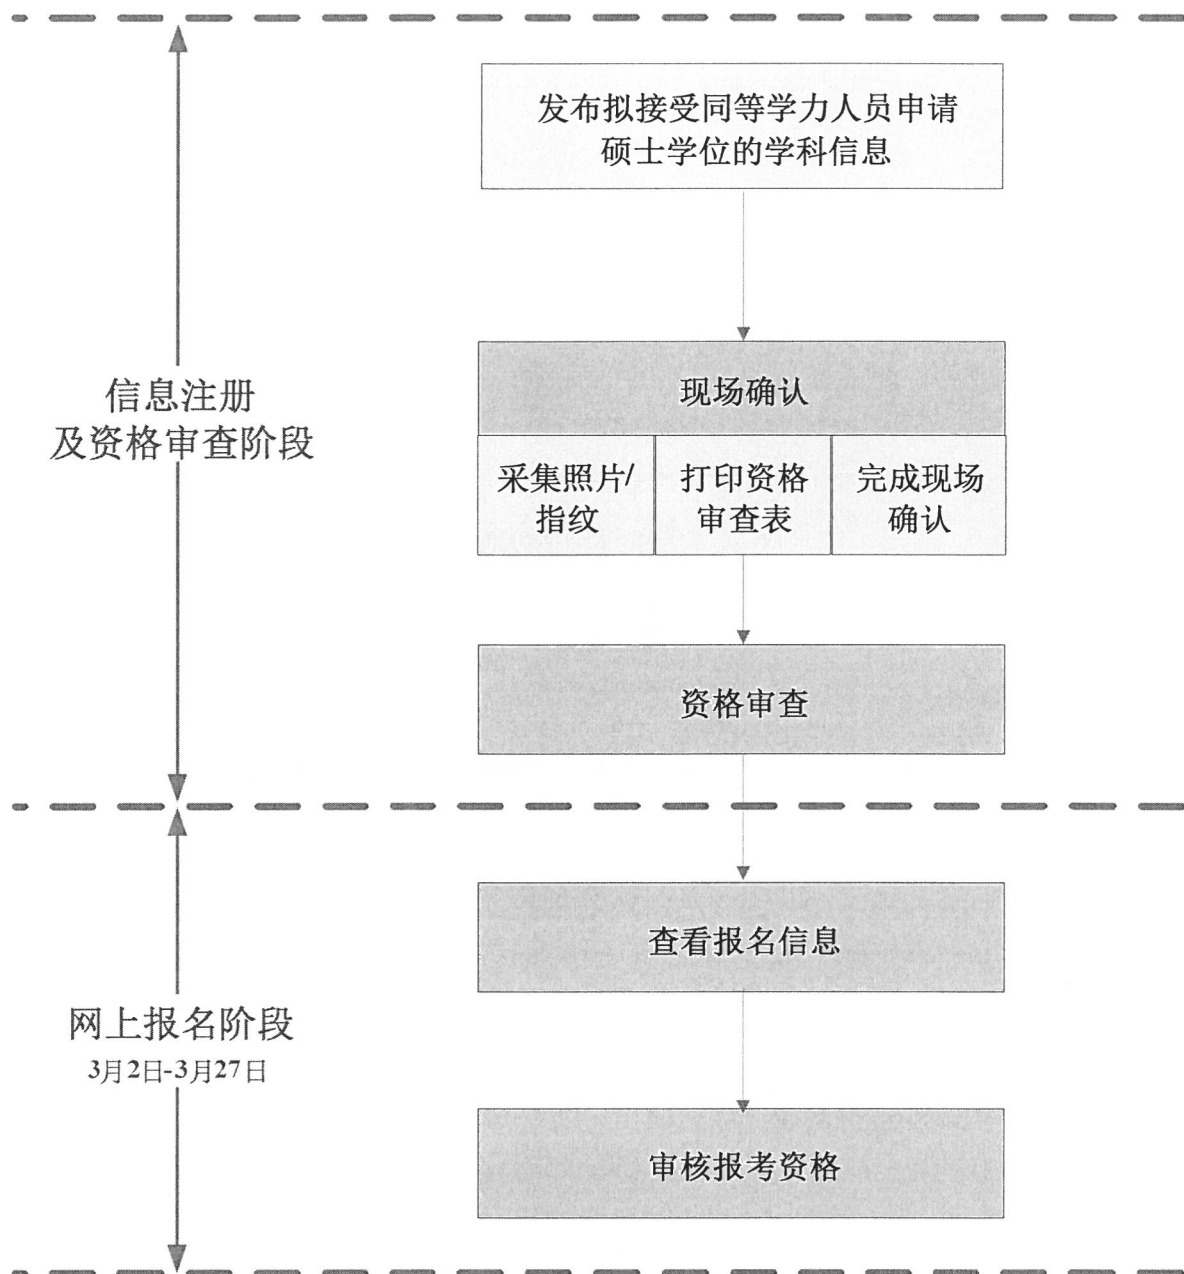 发布拟接受同等学力人员申请
硕士学位的学科信息
现场确认
信息注册
及资格审查阶段
采集照片/
指纹
打印资格
审查表
完成现场
确认
资格审查
查看报名信息
网上报名阶段
3月2日-3月27日
审核报考资格